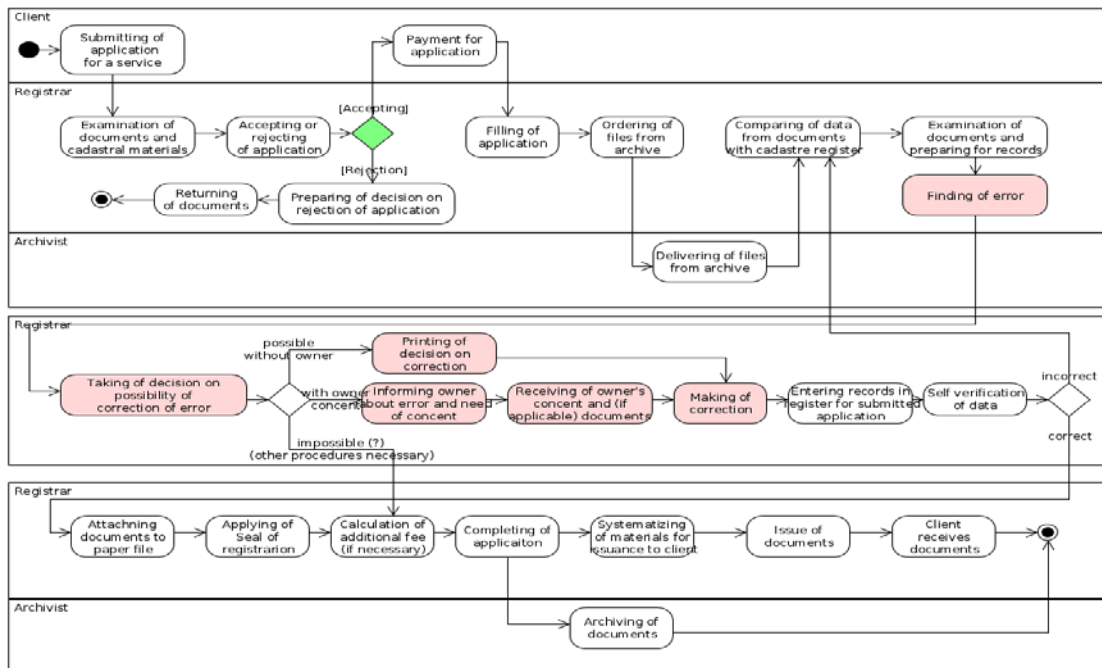 Client
Submitting of
application
for a service
Payment for
application
Registrar
[Accepting]
Examination of
documents and
cadastral materials
Accepting or
rejecting
of application
Filling of
application
Ordering of
files from
archive
Comparing of data
from documents
with cadastre register
Examination of
documents and
preparing for records
[Rejection]
Returning
of documents
Preparing of decision on
rejection of application
Finding of error
Archivist
Delivering of files
from archive
Registrar
possible
without owner
Printing of
decision on
correction
Taking of decision on
possibility of
correction of error
with owner
concent
Informing owner
about error and need
of concent
Receiving of owner's
concent and (if
applicable) documents
Making of
correction
Entering records in
register for submitted
application
Self verification
of data
incorrect
correct
impossible (?)
(other procedures necessary)
Registrar
Attachning
documents to
paper file
Applying of
Seal of
registrarion
Calculation of
additional fee
(if necessary)
Completing of
applicaiton
Systematizing
of materials for
issuance to client
Issue of
documents
Client
receives
documents
Archivist
Archiving of
documents